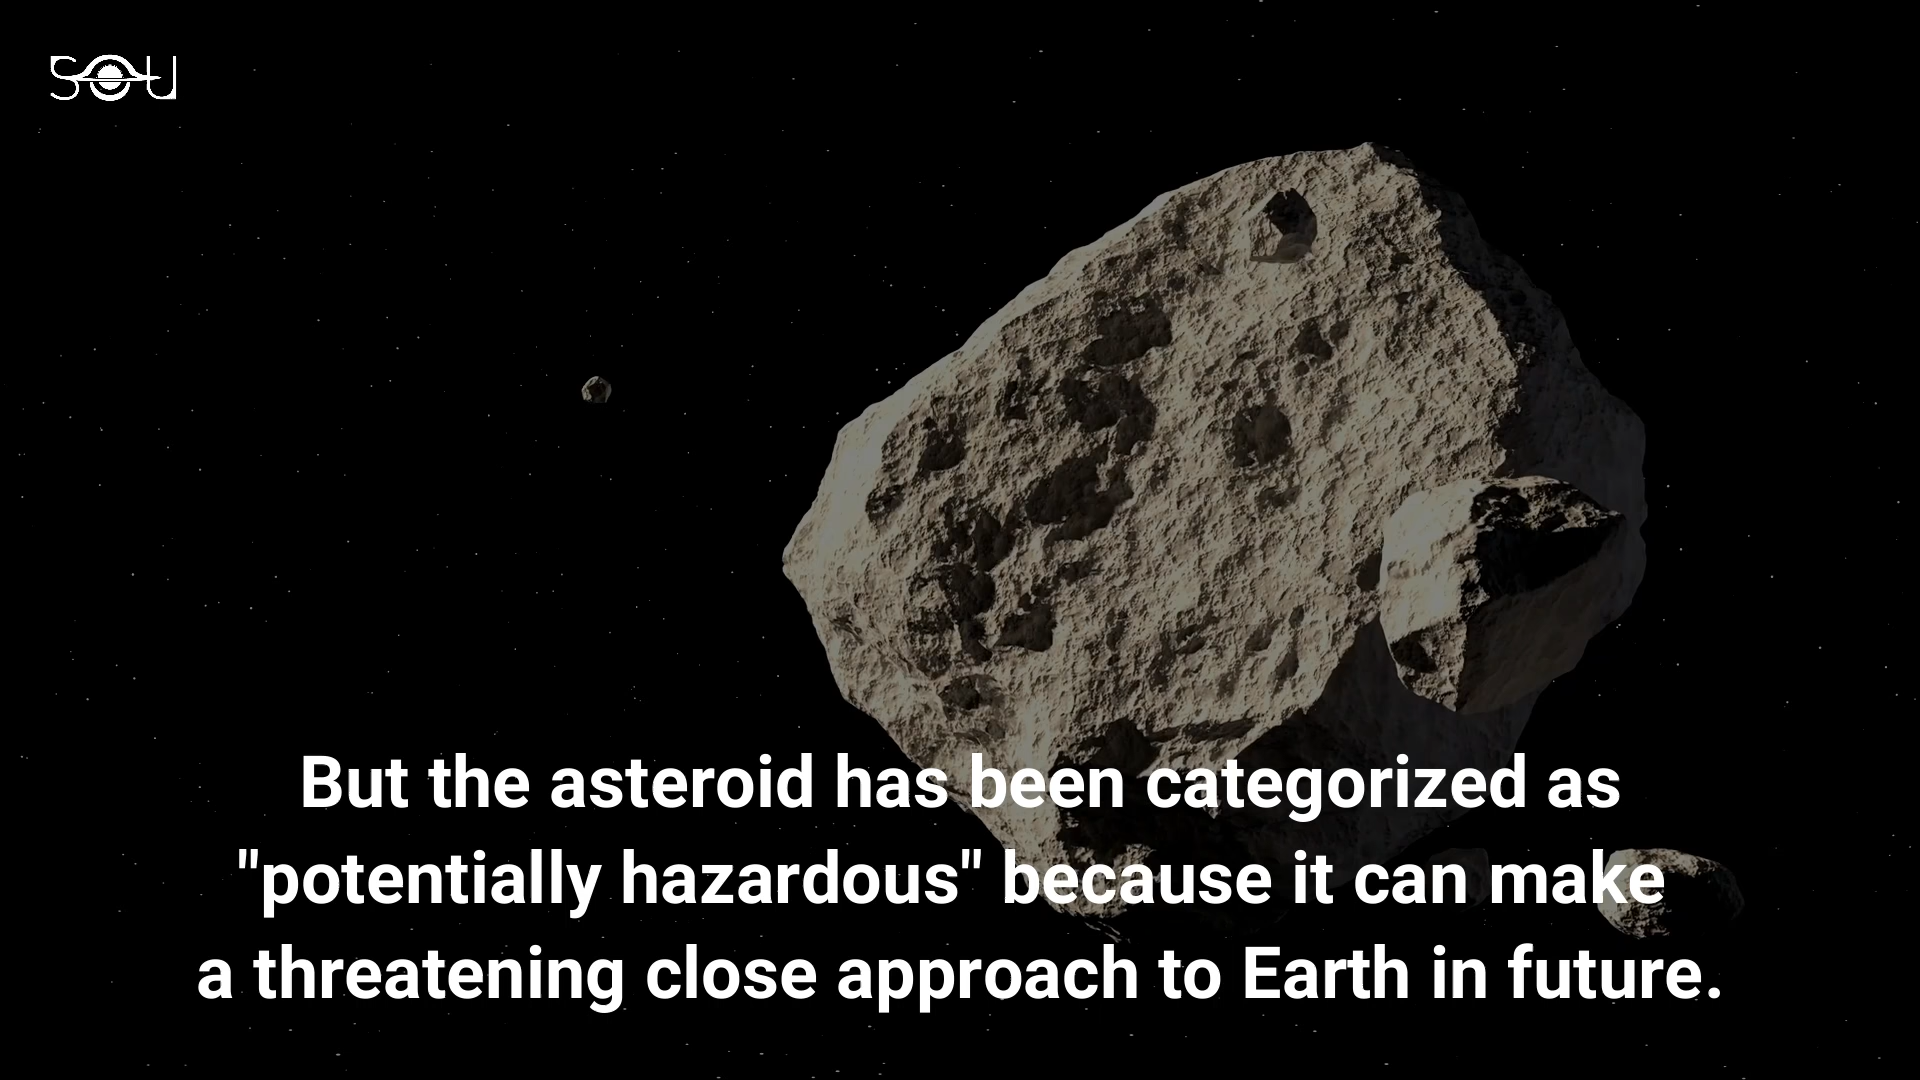 SOU
But the asteroid has been categorized as
"potentially hazardous" because it can make
a threatening close approach to Earth in future.